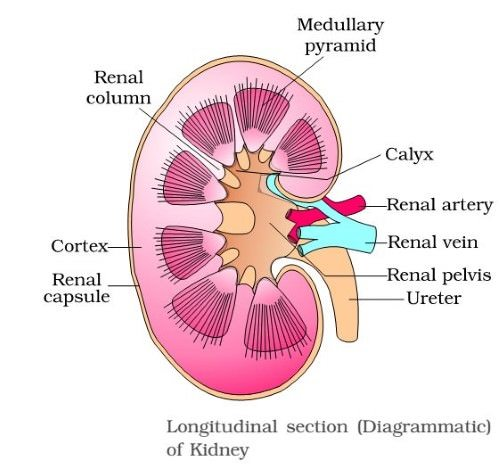 Medullary
pyramid
Renal
column
Calyx
Renal artery
Renal vein
Cortex
Renal pelvis
Renal
capsule
Ureter
Longitudinal section (Diagrammatic)
of Kidney